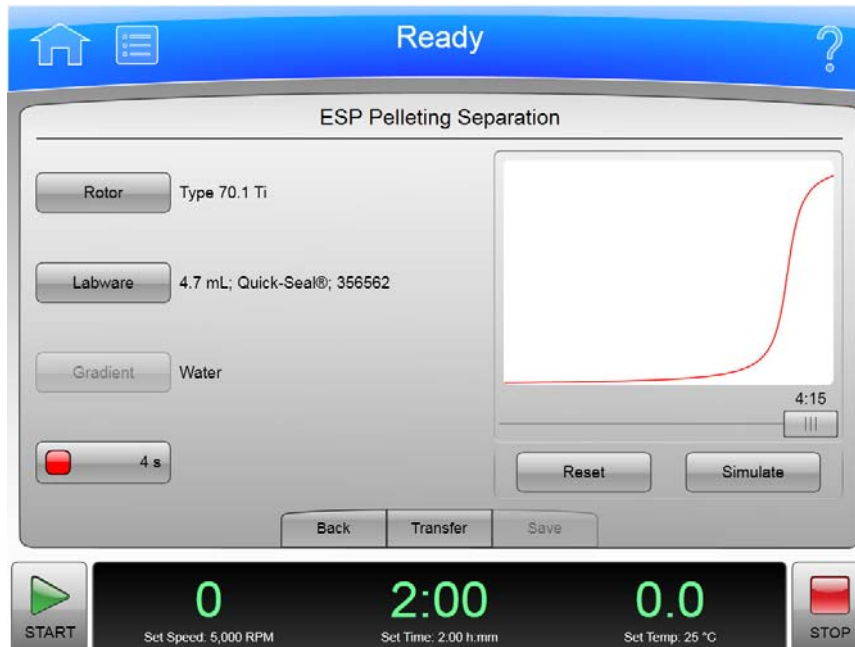 Ready
?
ESP Pelleting Separation
Rotor Type 70.1 Ti
Labware 4.7 mL; Quick-Seal®; 356562
Gradient Water
4 s
4:15
Reset Simulate
Back Transfer Save
START
0 2:00 0.0
Set Speed: 5,000 RPM Set Time: 2:00 h:mm Set Temp: 25 °C
STOP